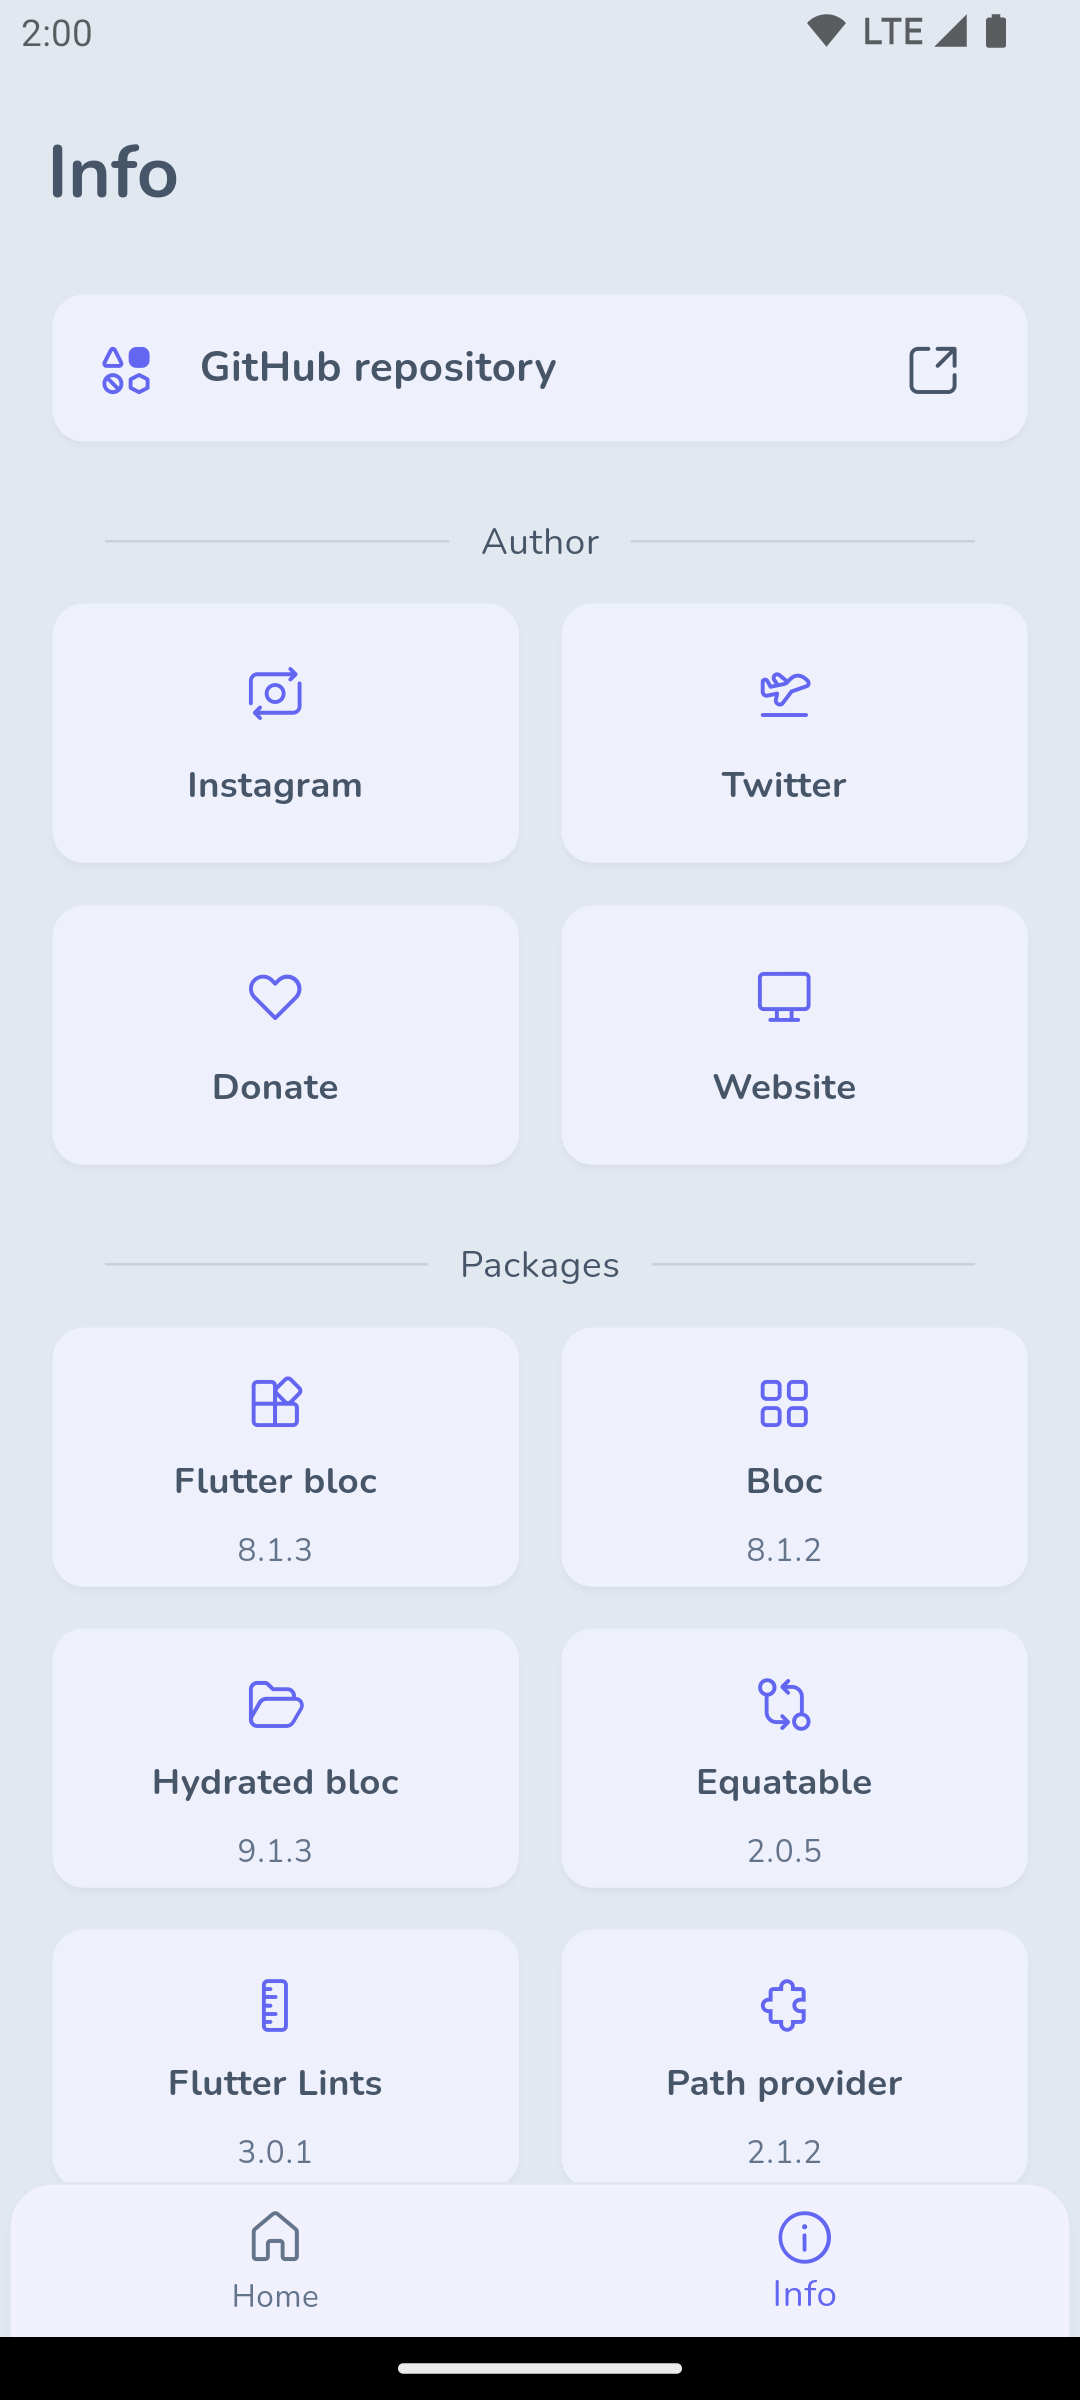 2:00
LTE
Info
GitHub repository
Author
Instagram
Twitter
Donate
Website
Packages
Flutter bloc
8.1.3
Bloc
8.1.2
Hydrated bloc
9.1.3
Equatable
2.0.5
Flutter Lints
3.0.1
Path provider
2.1.2
Home
Info